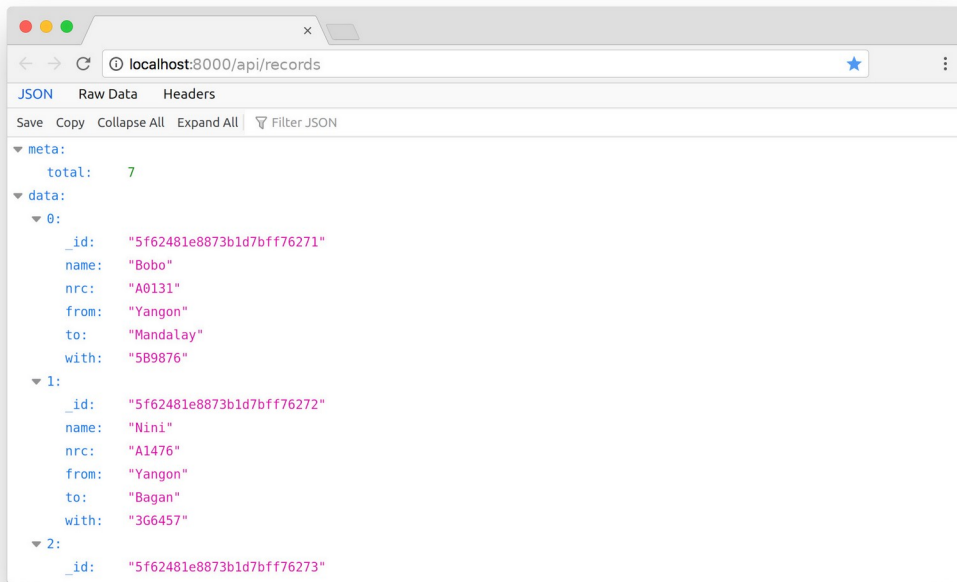 localhost:8000/api/records
JSON Raw Data Headers
Save Copy Collapse All Expand All Filter JSON
meta:
total: 7
data:
0:
_id: "5f62481e8873b1d7bff76271"
name: "Bobo"
nrc: "A0131"
from: "Yangon"
to: "Mandalay"
with: "5B9876"
1:
_id: "5f62481e8873b1d7bff76272"
name: "Nini"
nrc: "A1476"
from: "Yangon"
to: "Bagan"
with: "3G6457"
2:
_id: "5f62481e8873b1d7bff76273"